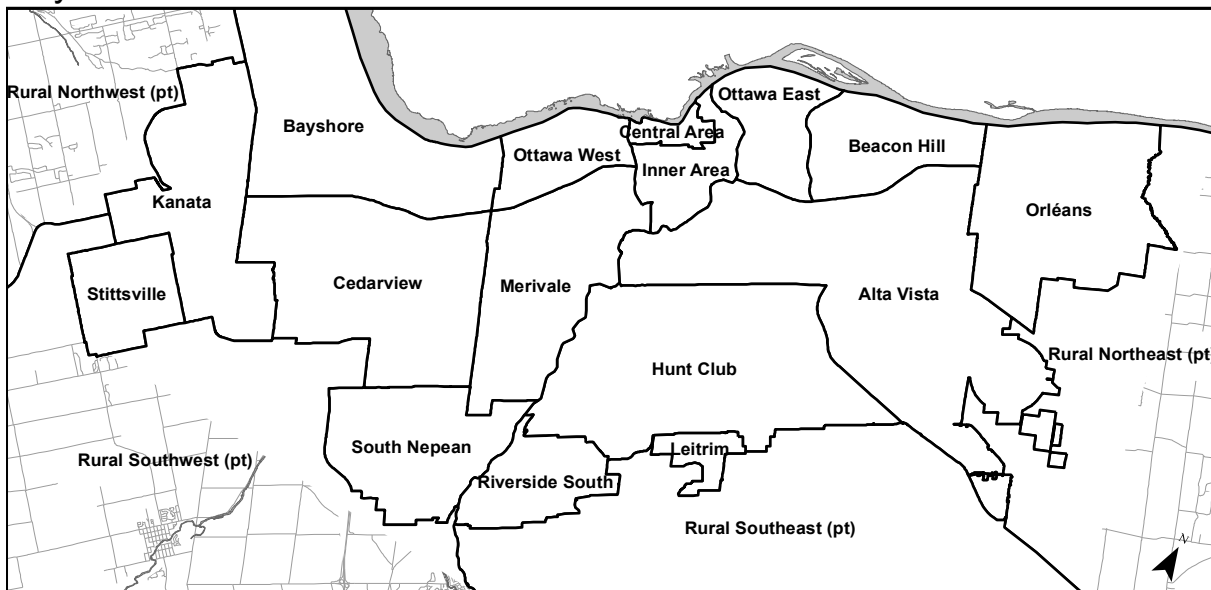 Ottawa East
Rural Northwest (pt)
Bayshore
Central Area
Beacon Hill
Ottawa West
Inner Area
Kanata
Orléans
Cedarview
Merivale
Stittsville
Alta Vista
Rural Northeast (pt)
Hunt Club
South Nepean
Leitrim
Rural Southwest (pt)
Riverside South
Rural Southeast (pt)
N